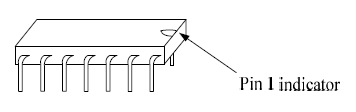 Pin 1 indicator